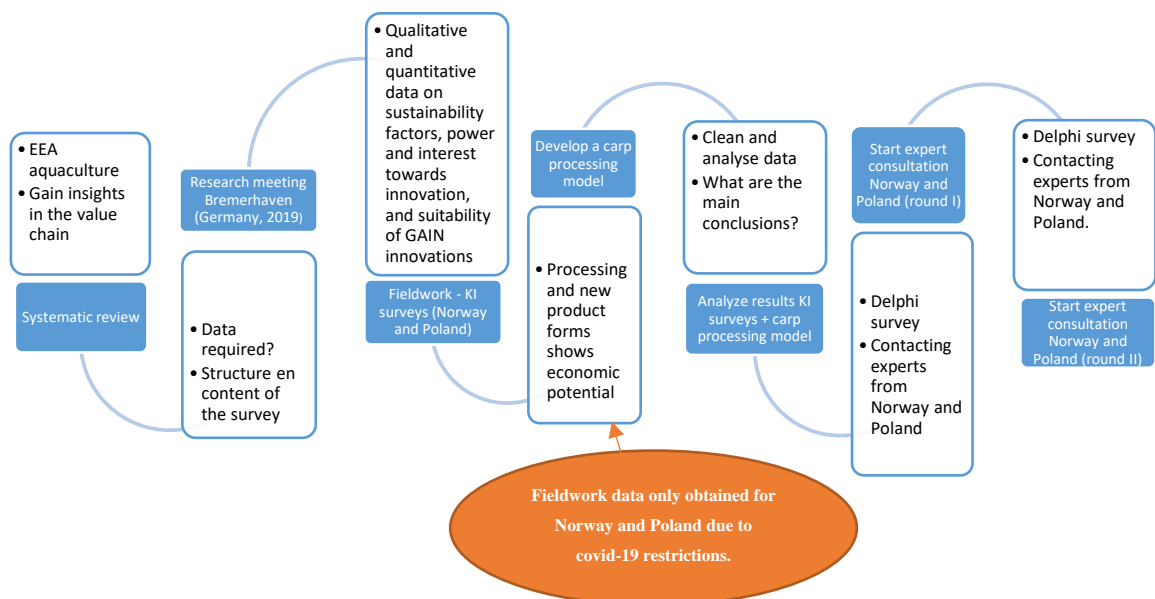 • EEA
aquaculture
• Gain insights
in the value
chain
Systematic review
Research meeting
Bremerhaven
(Germany, 2019)
• Data
required?
• Structure en
content of
the survey
• Qualitative
and
quantitative
data on
sustainability
factors, power
and interest
towards
innovation,
and suitability
of GAIN
innovations
Fieldwork - KI
surveys (Norway
and Poland)
Develop a carp
processing
model
• Processing
and new
product
forms
shows
economic
potential
• Clean and
analyse data
• What are the
main
conclusions?
Analyze results KI
surveys + carp
processing model
Start expert
consultation
Norway and
Poland (round I)
• Delphi
survey
• Contacting
experts
from
Norway and
Poland
• Delphi survey
• Contacting
experts from
Norway and
Poland.
Start expert
consultation
Norway and
Poland (round II)
Fieldwork data only obtained for
Norway and Poland due to
covid-19 restrictions.